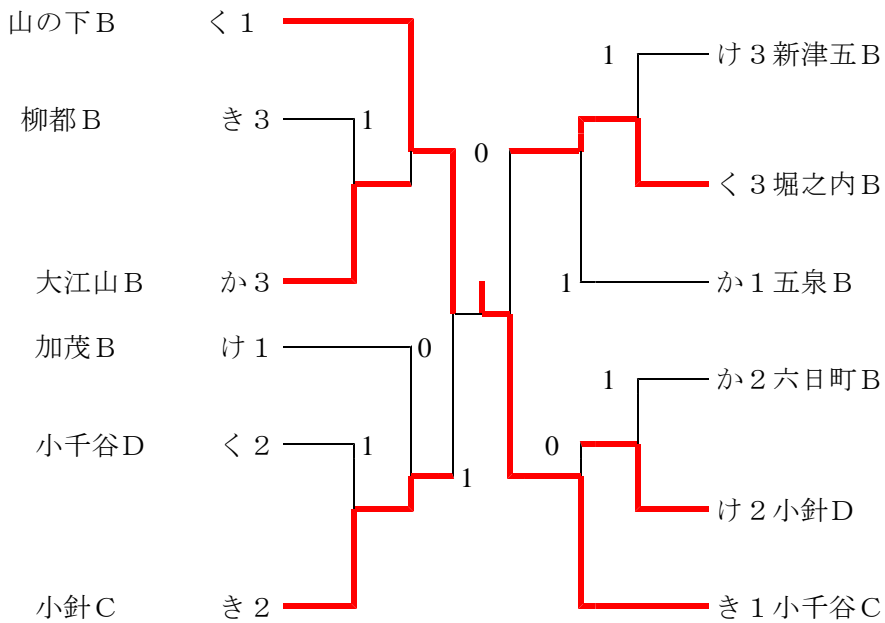 山の下Ｂ く１
柳都Ｂ き３ 1
大江山Ｂ か３
加茂Ｂ け１ 0
小千谷Ｄ く２ 1
小針Ｃ き２
1
0
1 け３新津五Ｂ
く３堀之内Ｂ
1 か１五泉Ｂ
1 か２六日町Ｂ
0
け２小針Ｄ
き１小千谷Ｃ